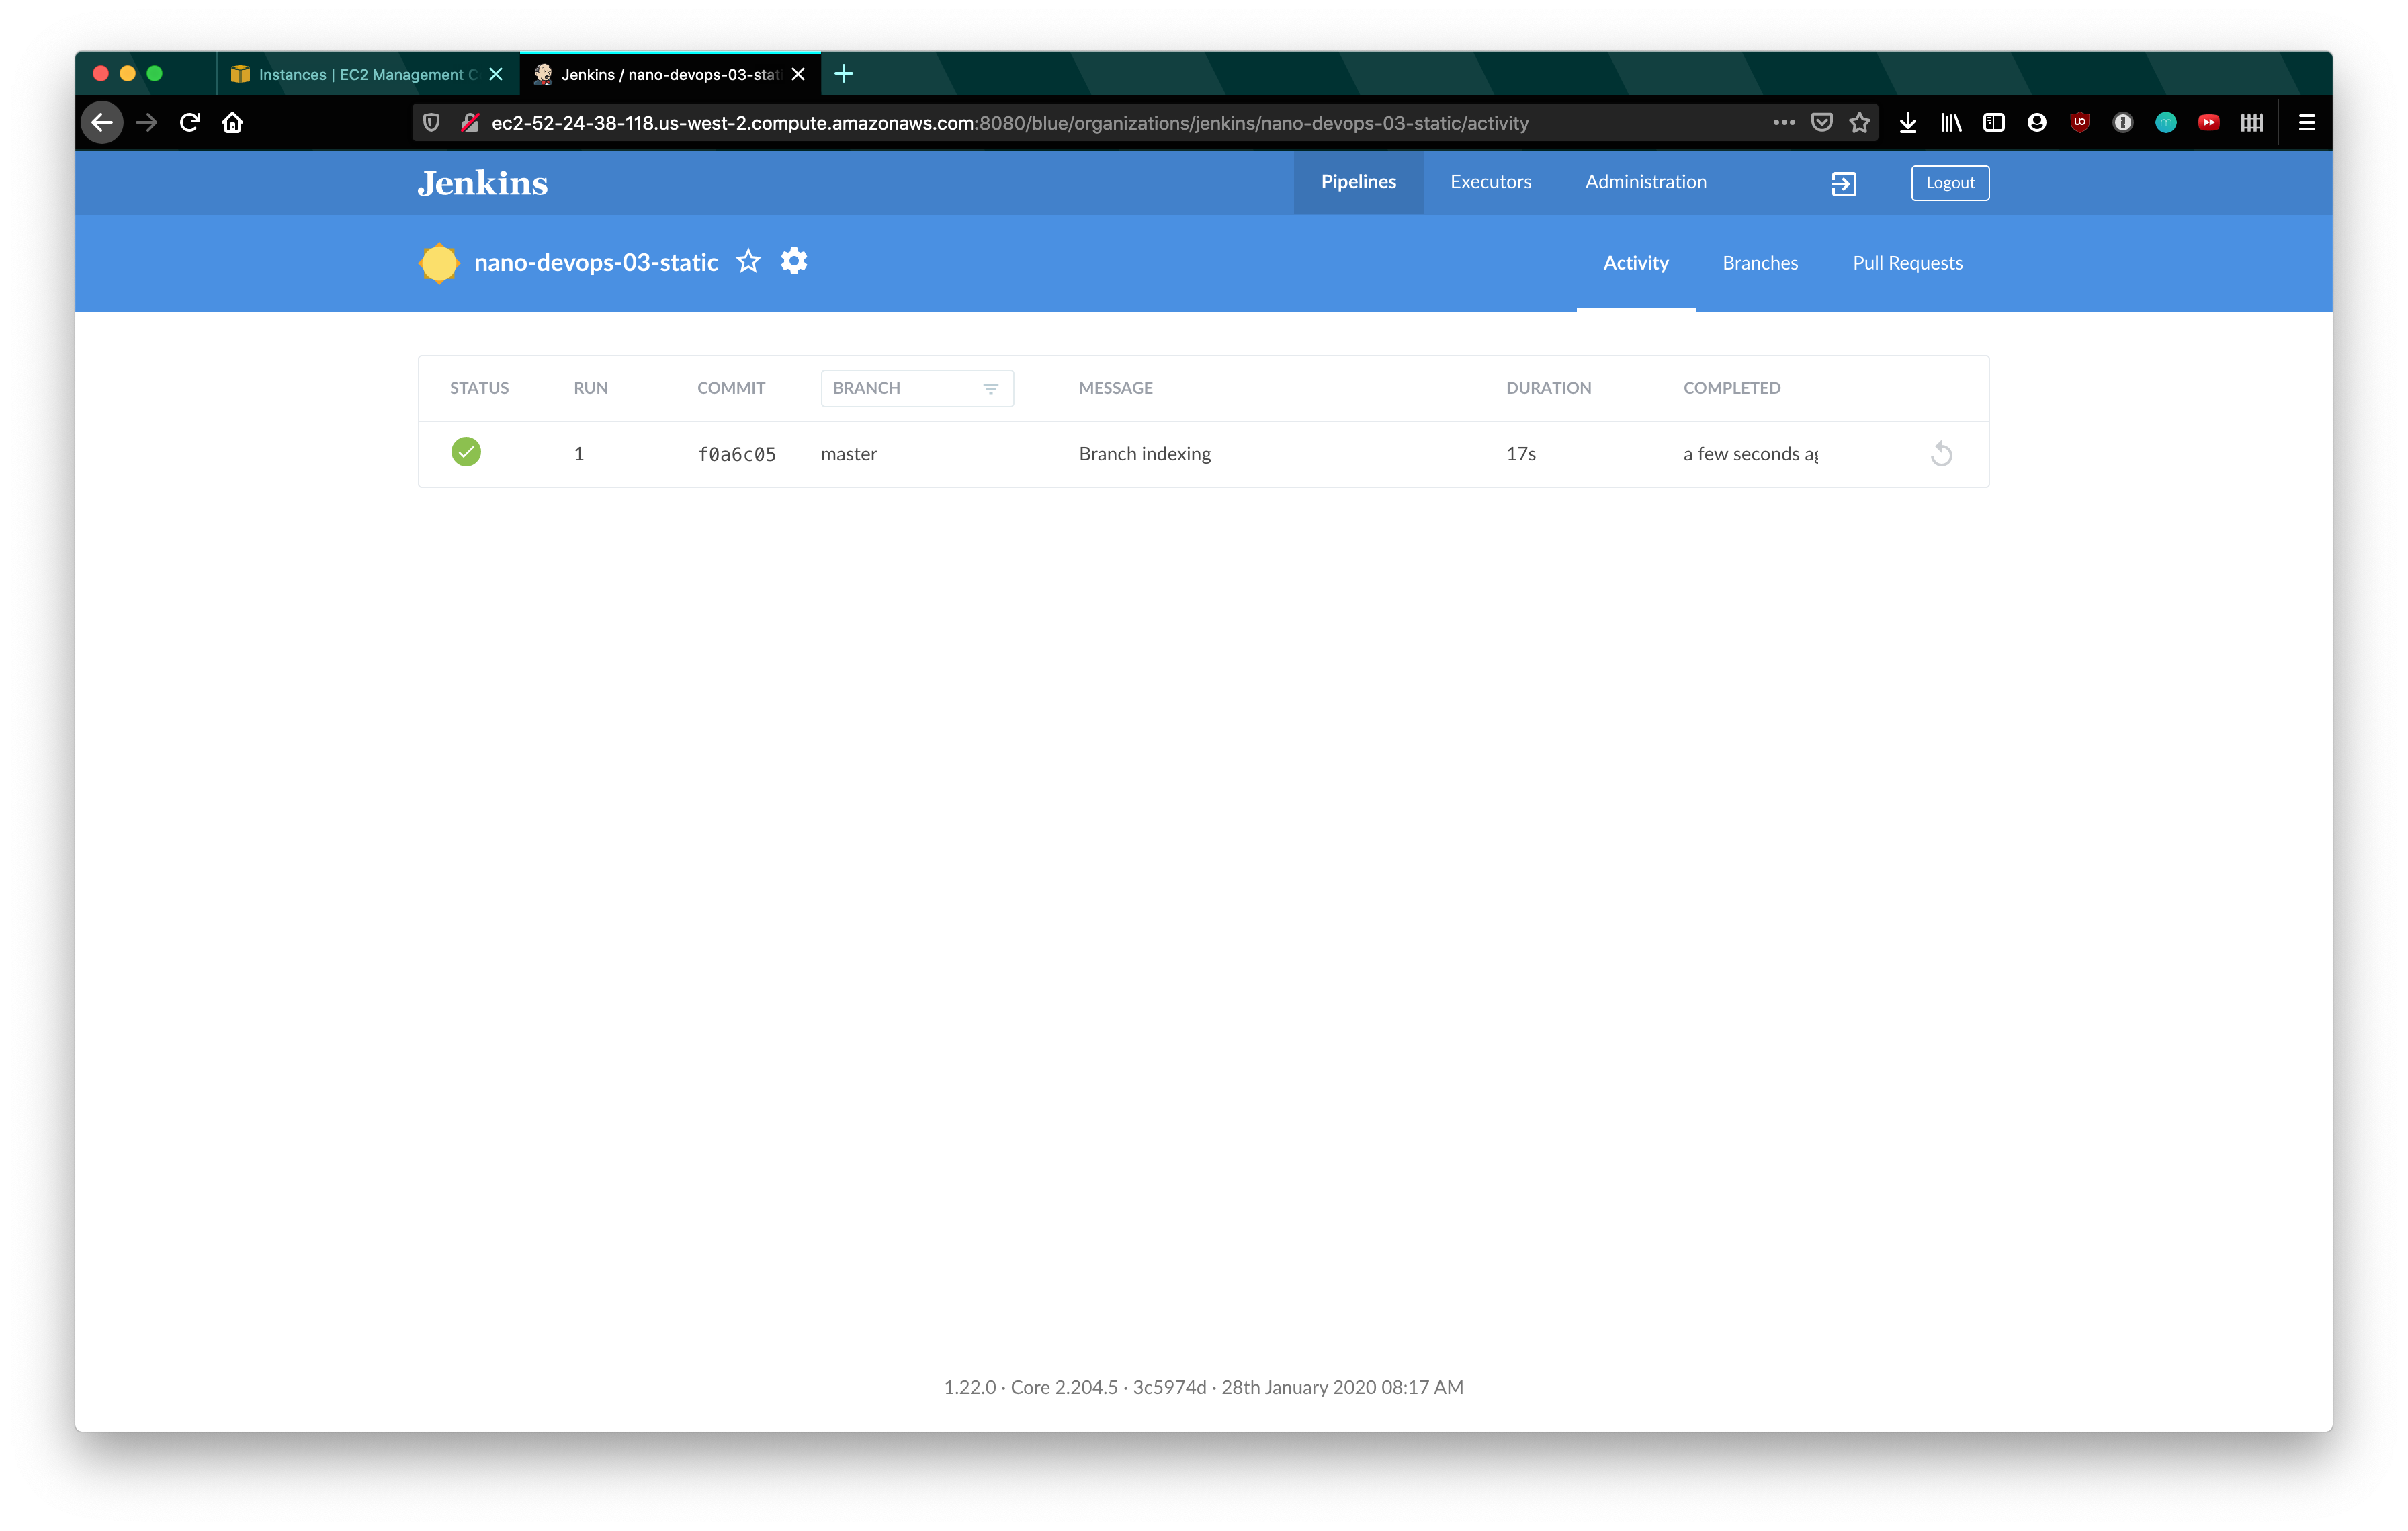 Instances | EC2 Management C
Jenkins / nano-devops-03-stat
ec2-52-24-38-118.us-west-2.compute.amazonaws.com:8080/blue/organizations/jenkins/nano-devops-03-static/activity
Jenkins Pipelines Executors Administration Logout
nano-devops-03-static Activity Branches Pull Requests
STATUS RUN COMMIT BRANCH MESSAGE DURATION COMPLETED
1 f0a6c05 master Branch indexing 17s a few seconds ag
1.22.0 · Core 2.204.5 · 3c5974d · 28th January 2020 08:17 AM